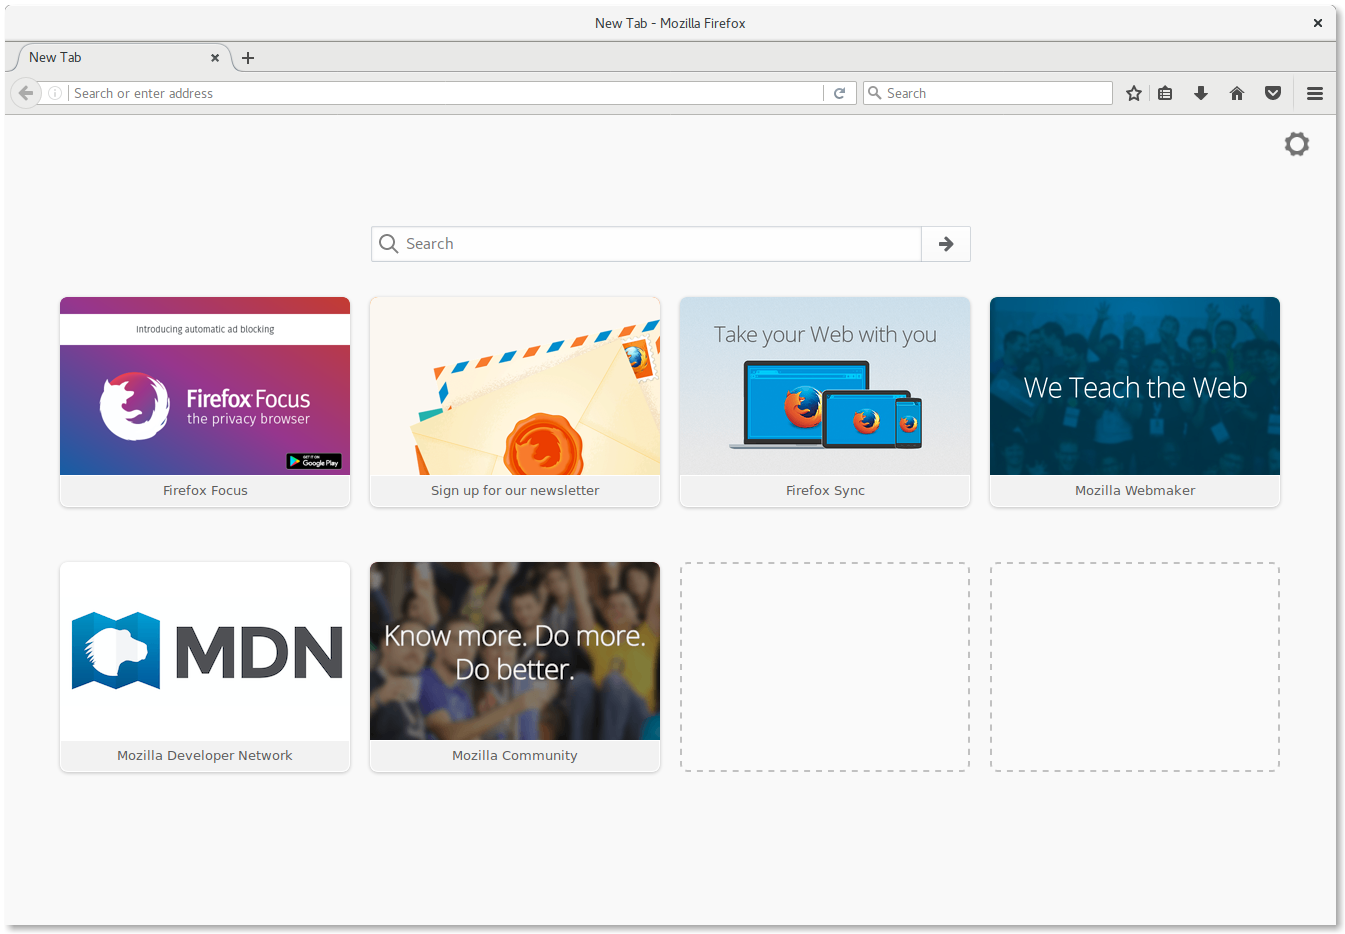 New Tab - Mozilla Firefox
New Tab
Search or enter address
Search
Search
Introducing automatic ad blocking
Firefox Focus
the privacy browser
GET IT ON
Google Play
Firefox Focus
Sign up for our newsletter
Take your Web with you
Firefox Sync
We Teach the Web
Mozilla Webmaker
MDN
Mozilla Developer Network
Know more. Do more.
Do better.
Mozilla Community